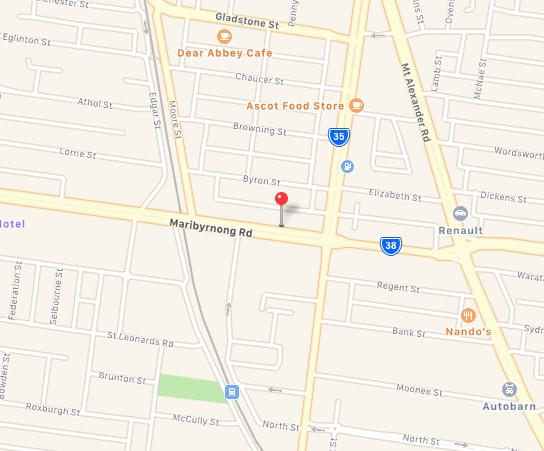 Gladstone St
Eglinton St
Dear Abbey Cafe
Chaucer St
Mt Alexander Rd
Lamb St
McNae St
Athol St
Edgar St
Moore St
Ascot Food Store
Browning St
35
Lorne St
Wordsworth
Byron St
Elizabeth St
Dickens St
Maribyrnong Rd
Renault
38
Federation St
Selbourne St
Regent St
St Leonards Rd
Bank St
Nando's
Brunton St
Moonee St
Autobarn
Roxburgh St
McCully St
North St
North St